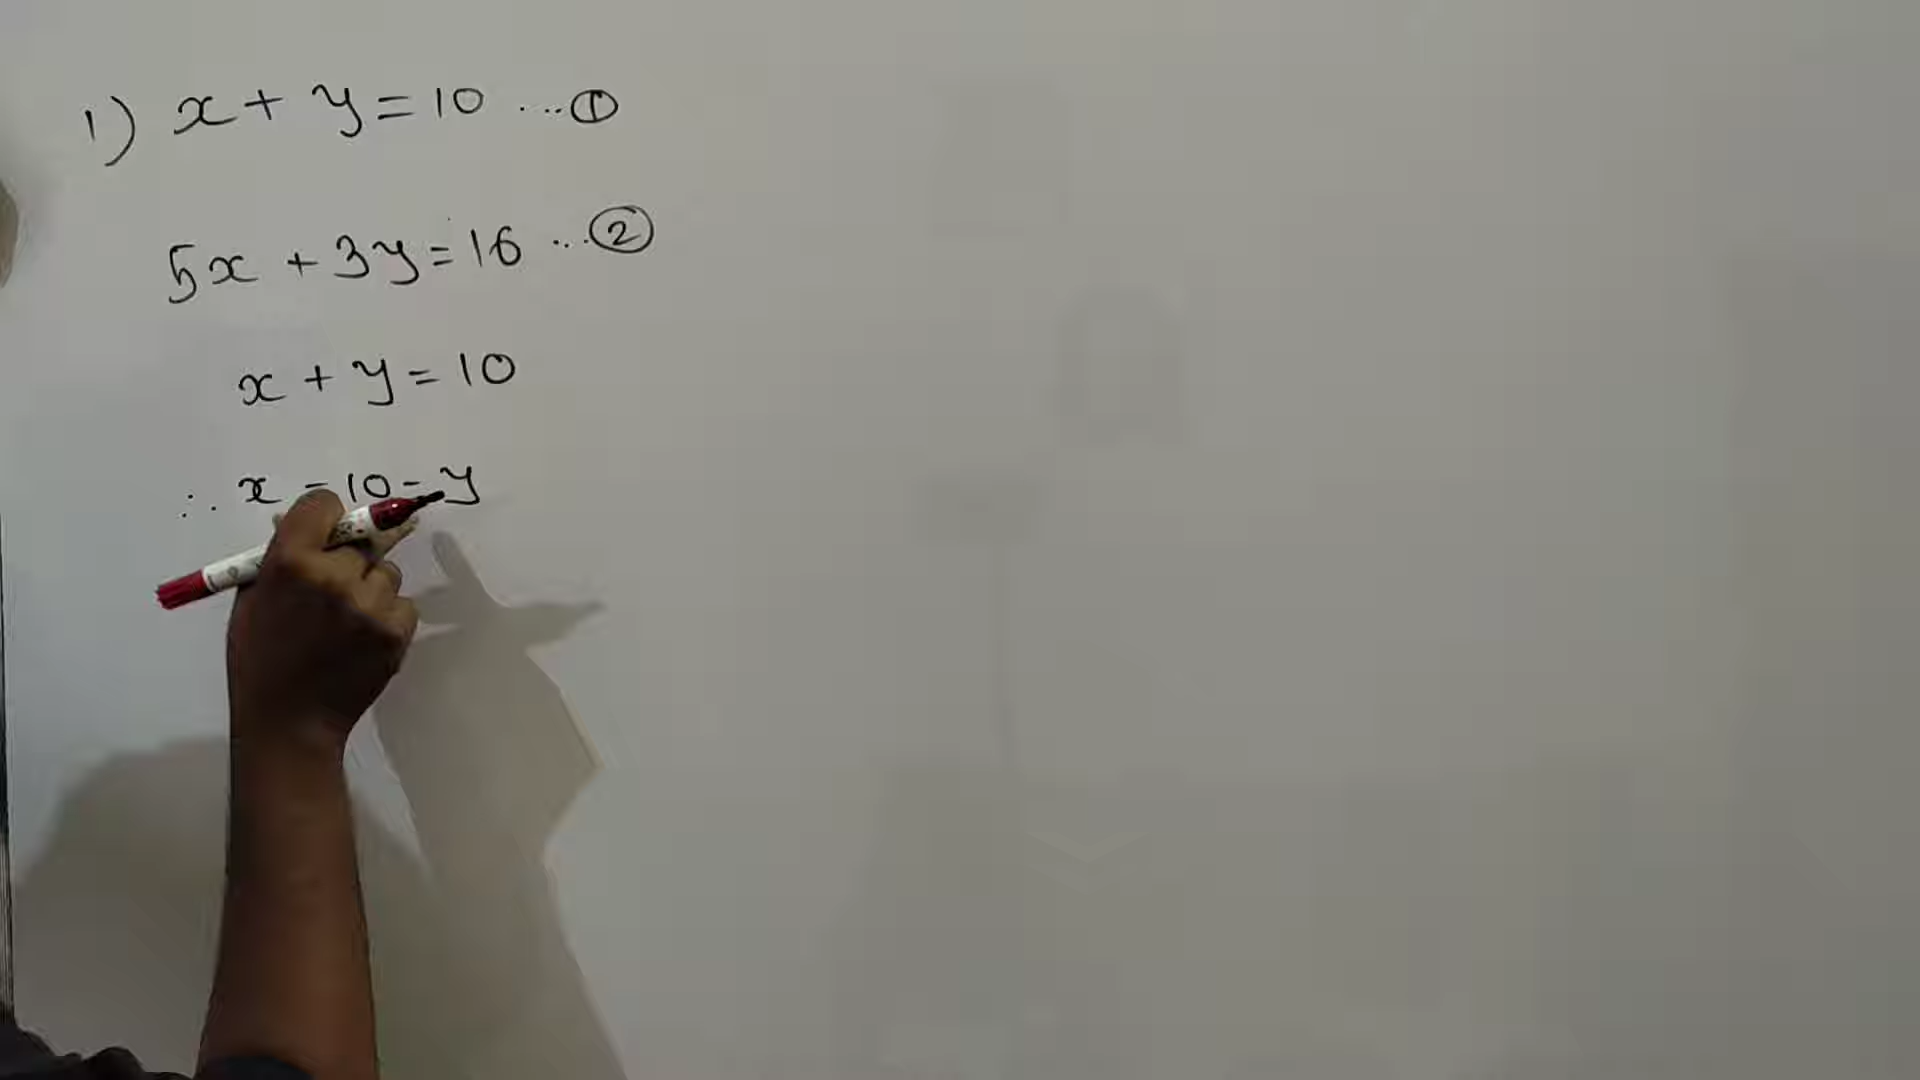 1) x + y = 10 .... ①
5x + 3y = 16 ... ②
x + y = 10
∴ x = 10 - y